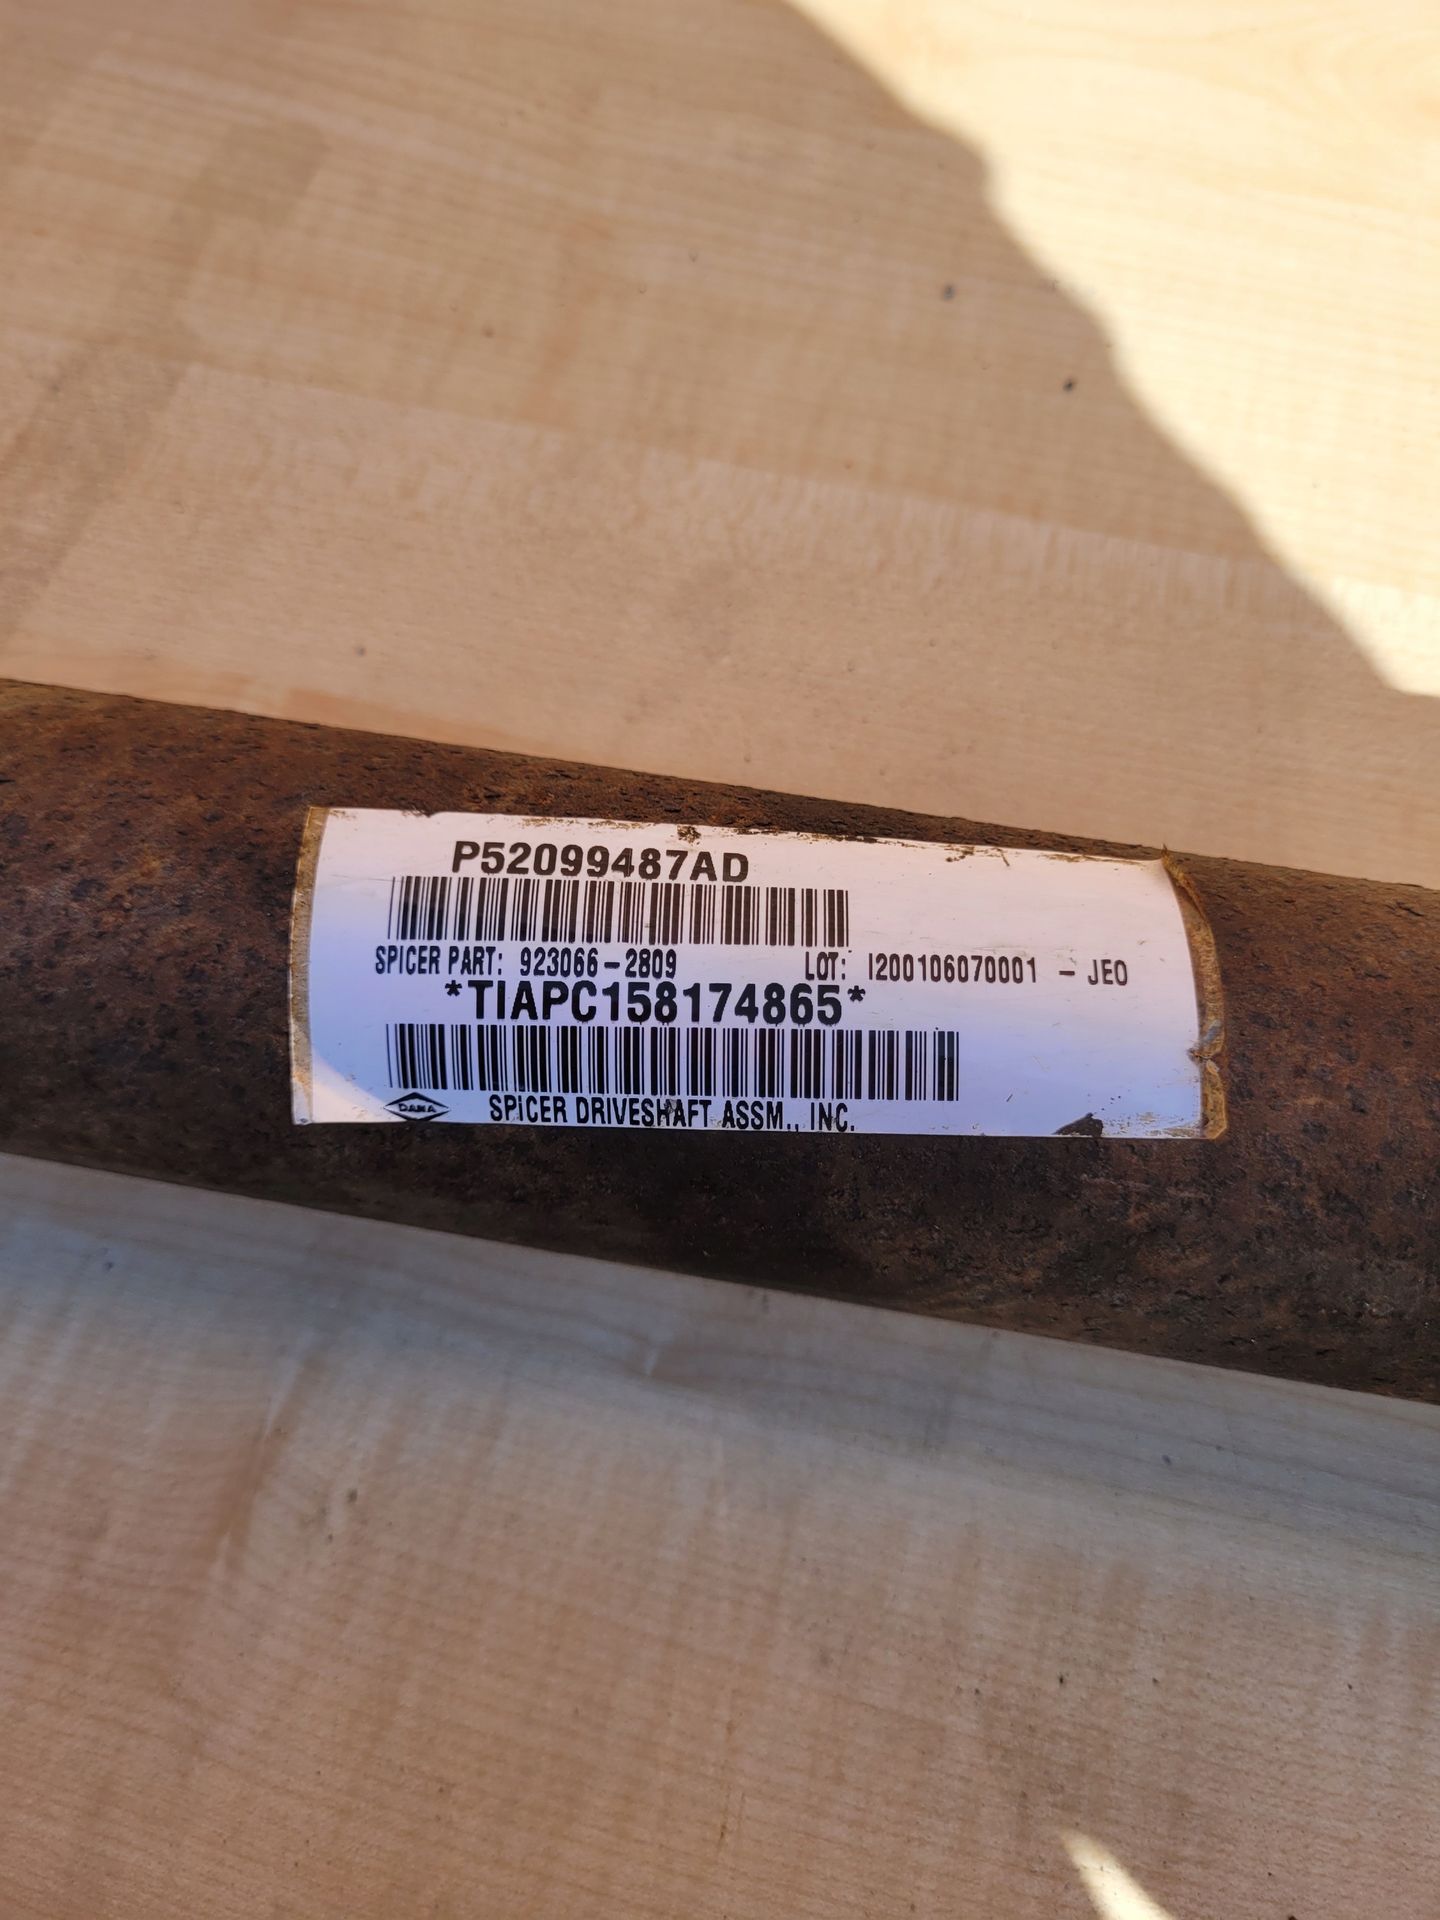 P52099487AD
SPICER PART: 923066-2809 LOT: I200106070001 - JEO
*TIAPC158174865*
DANA SPICER DRIVESHAFT ASSM., INC.